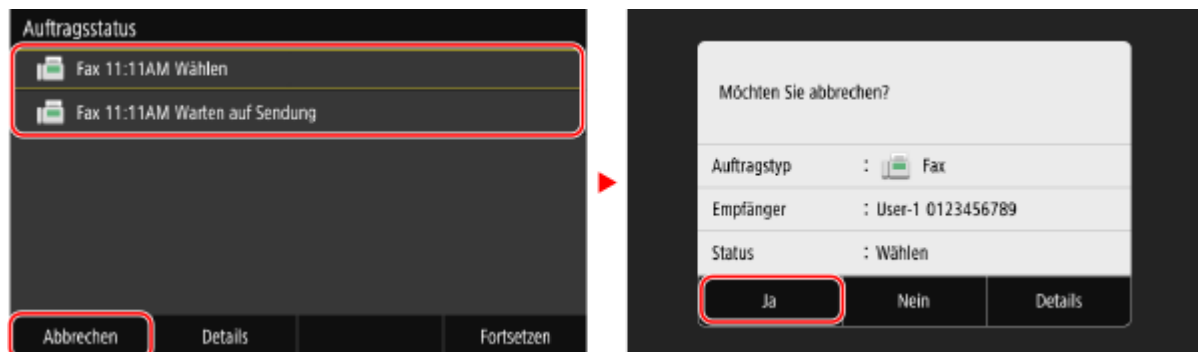 Auftragsstatus
Fax 11:11AM Wählen
Fax 11:11AM Warten auf Sendung
Abbrechen Details Fortsetzen
Möchten Sie abbrechen?
Auftragstyp : Fax
Empfänger : User-1 0123456789
Status : Wählen
Ja Nein Details